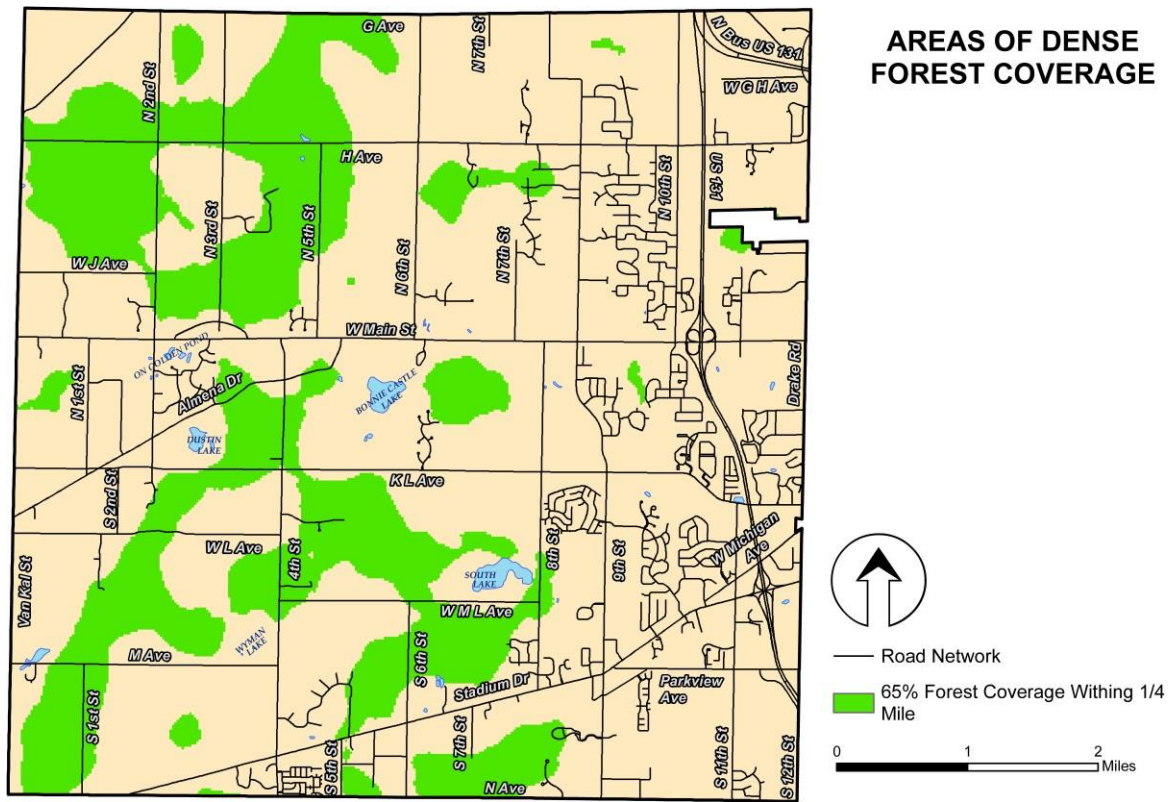 AREAS OF DENSE
FOREST COVERAGE
G Ave
N 7th St
N Bus US 131
W G H Ave
N 2nd St
H Ave
N 10th St
US 131
N 3rd St
N 5th St
N 6th St
N 7th St
W J Ave
W Main St
ON GOLDEN POND
N 1st St
Almena Dr
BONNIE CASTLE
LAKE
Drake Rd
DUSTIN
LAKE
K L Ave
S 2nd St
W L Ave
4th St
8th St
9th St
W Michigan
Ave
SOUTH
LAKE
Van Kal St
W M L Ave
WYMAN
LAKE
M Ave
S 6th St
Stadium Dr
Parkview
Ave
S 1st St
S 7th St
S 5th St
N Ave
S 11th St
S 12th St
Road Network
65% Forest Coverage Withing 1/4
Mile
0 1 2
Miles